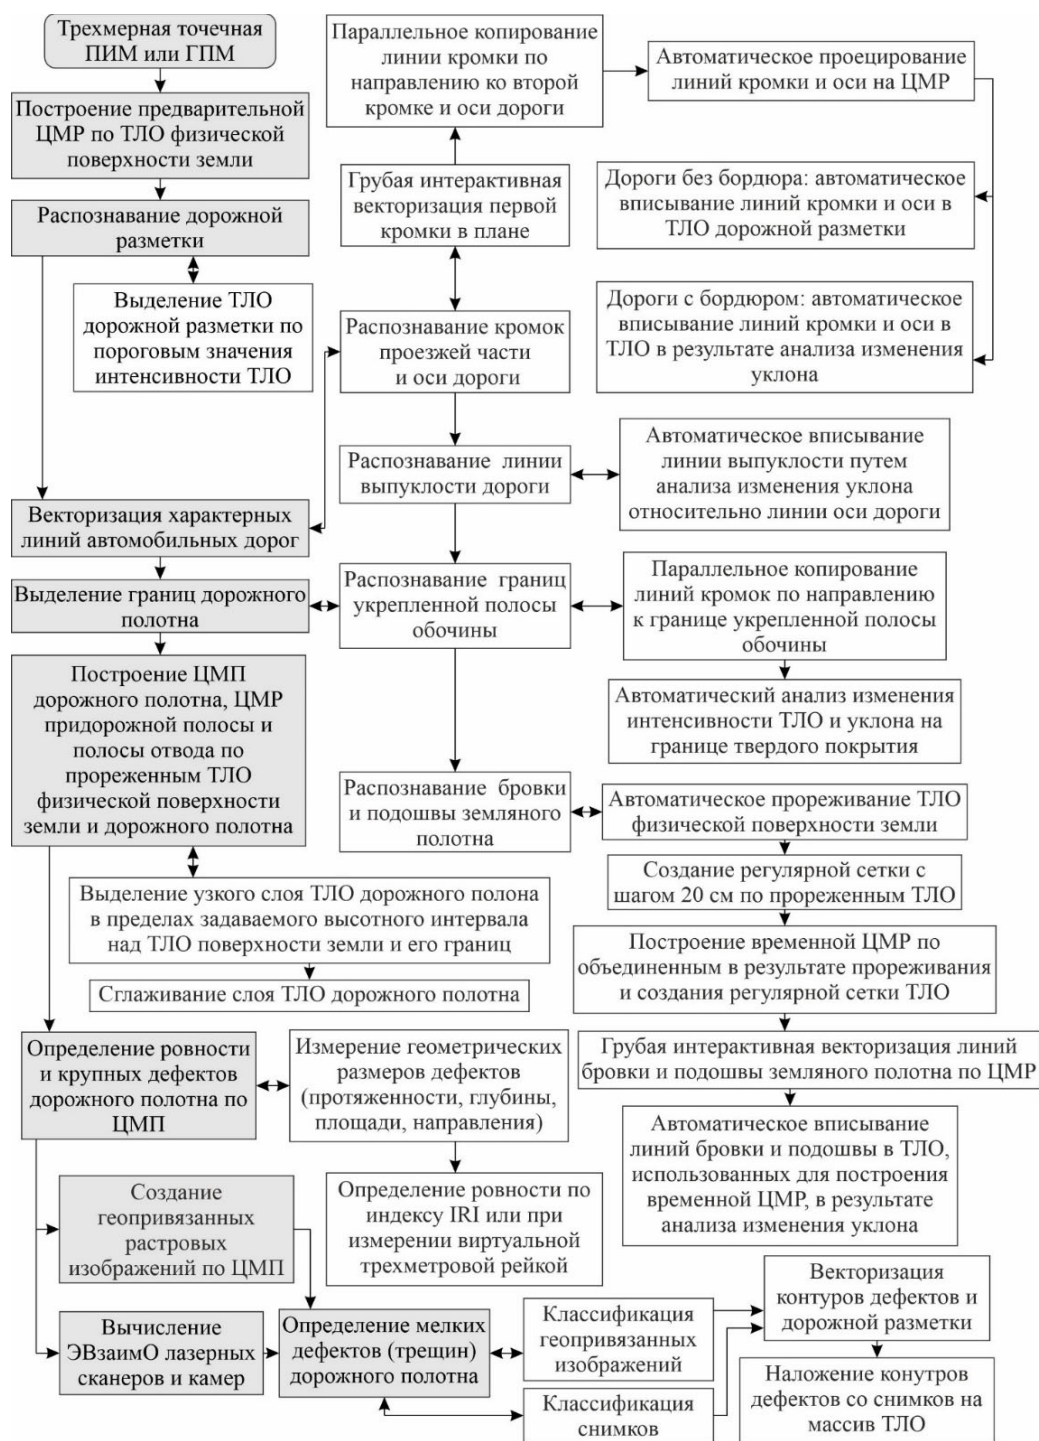 Трехмерная точечная
ПИМ или ГПМ
Построение предварительной
ЦМР по ТЛО физической
поверхности земли
Распознавание дорожной
разметки
Выделение ТЛО
дорожной разметки по
пороговым значения
интенсивности ТЛО
Векторизация характерных
линий автомобильных дорог
Выделение границ дорожного
полотна
Построение ЦМП
дорожного полотна, ЦМР
придорожной полосы и
полосы отвода по
прореженным ТЛО
физической поверхности
земли и дорожного полотна
Выделение узкого слоя ТЛО дорожного полона
в пределах задаваемого высотного интервала
над ТЛО поверхности земли и его границ
Сглаживание слоя ТЛО дорожного полотна
Определение ровности
и крупных дефектов
дорожного полотна по
ЦМП
Измерение геометрических
размеров дефектов
(протяженности, глубины,
площади, направления)
Определение ровности по
индексу IRI или при
измерении виртуальной
трехметровой рейкой
Создание
геопривязанных
растровых
изображений по ЦМП
Вычисление
ЭВзаимО лазерных
сканеров и камер
Определение мелких
дефектов (трещин)
дорожного полотна
Классификация
геопривязанных
изображений
Классификация
снимков
Векторизация
контуров дефектов и
дорожной разметки
Наложение конутров
дефектов со снимков на
массив ТЛО
Параллельное копирование
линии кромки по
направлению ко второй
кромке и оси дороги
Автоматическое проецирование
линий кромки и оси на ЦМР
Грубая интерактивная
векторизация первой
кромки в плане
Дороги без бордюра: автоматическое
вписывание линий кромки и оси в
ТЛО дорожной разметки
Дороги с бордюром: автоматическое
вписывание линий кромки и оси в
ТЛО в результате анализа изменения
уклона
Распознавание кромок
проезжей части
и оси дороги
Распознавание линии
выпуклости дороги
Автоматическое вписывание
линии выпуклости путем
анализа изменения уклона
относительно линии оси дороги
Распознавание границ
укрепленной полосы
обочины
Параллельное копирование
линий кромок по направлению
к границе укрепленной полосы
обочины
Автоматический анализ изменения
интенсивности ТЛО и уклона на
границе твердого покрытия
Распознавание бровки
и подошвы земляного
полотна
Автоматическое прореживание ТЛО
физической поверхности земли
Создание регулярной сетки с
шагом 20 см по прореженным ТЛО
Построение временной ЦМР по
объединенным в результате прореживания
и создания регулярной сетки ТЛО
Грубая интерактивная векторизация линий
бровки и подошвы земляного полотна по ЦМР
Автоматическое вписывание
линий бровки и подошвы в ТЛО,
использованных для построения
временной ЦМР, в результате
анализа изменения уклона